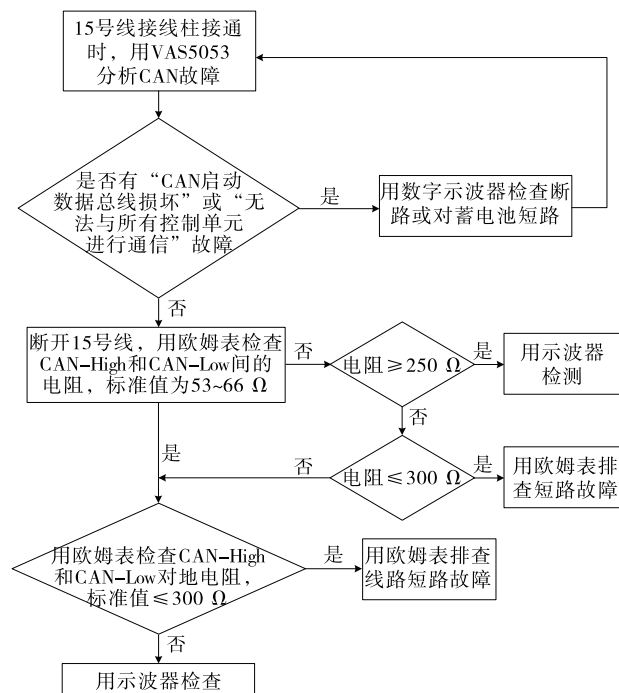 15号线接线柱接通
时，用VAS5053
分析CAN故障
是否有“CAN启动
数据总线损坏”或“无
法与所有控制单元
进行通信”故障
是
用数字示波器检查断
路或对蓄电池短路
否
断开15号线，用欧姆表检查
CAN-High和CAN-Low间的
电阻，标准值为53~66 Ω
否
电阻≥250 Ω
是
用示波器
检测
否
是
否
电阻≤300 Ω
是
用欧姆表排
查短路故障
用欧姆表检查CAN-High
和CAN-Low对地电阻，
标准值≤300 Ω
是
用欧姆表排查
线路短路故障
否
用示波器检查